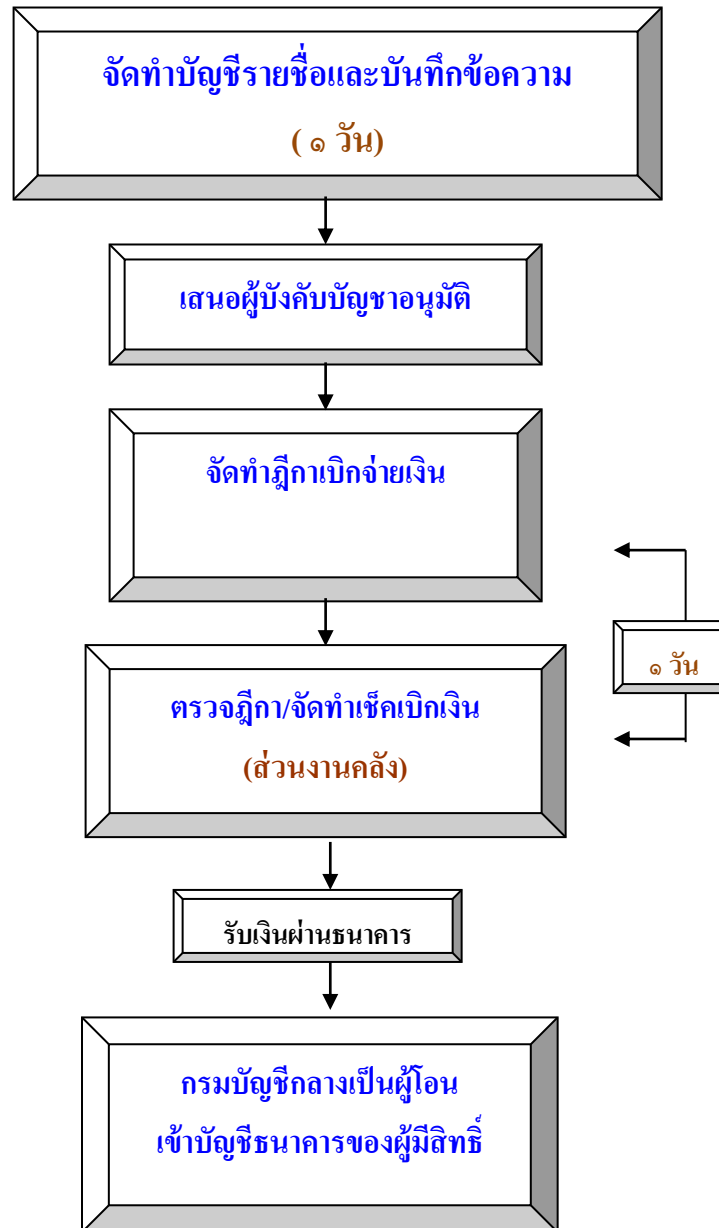 จัดทำบัญชีรายชื่อและบันทึกข้อความ
( ๑ วัน)
เสนอผู้บังคับบัญชาอนุมัติ
จัดทำฎีกาเบิกจ่ายเงิน
๑ วัน
ตรวจฎีกา/จัดทำเช็คเบิกเงิน
(ส่วนงานคลัง)
รับเงินผ่านธนาคาร
กรมบัญชีกลางเป็นผู้โอน
เข้าบัญชีธนาคารของผู้มีสิทธิ์